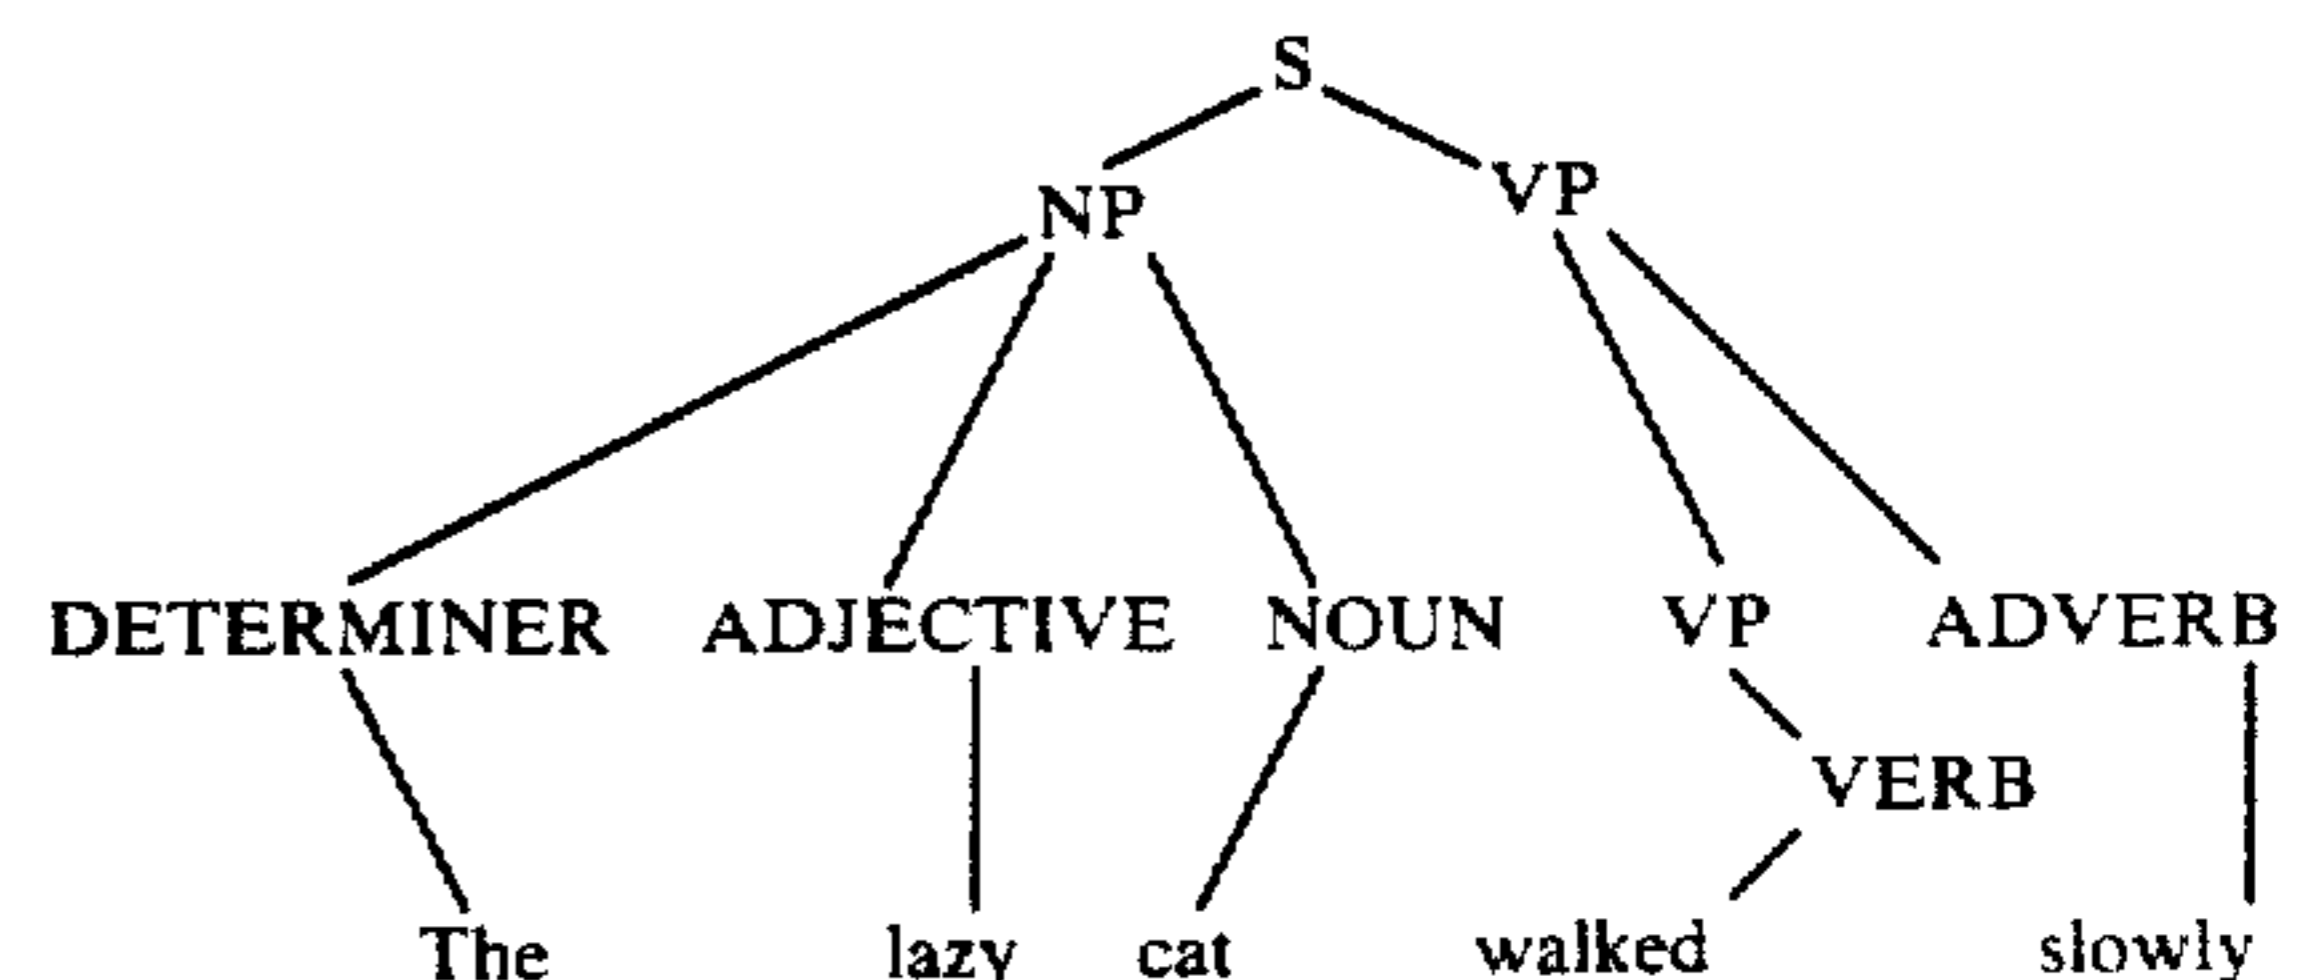 S
NP VP
DETERMINER ADJECTIVE NOUN VP ADVERB
VERB
The lazy cat walked slowly